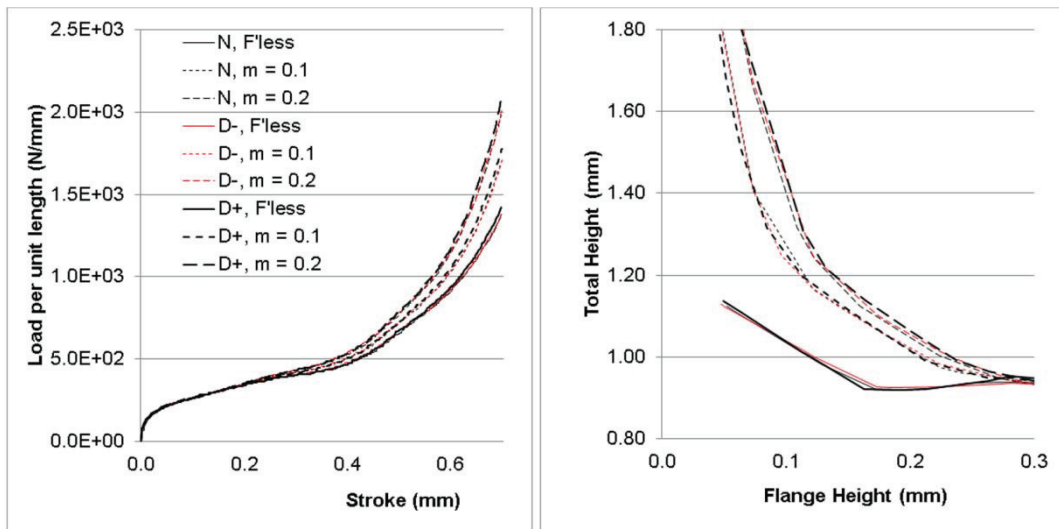 2.5E+03
2.0E+03
1.5E+03
1.0E+03
5.0E+02
0.0E+00
Load per unit length (N/mm)
N, F'less
N, m = 0.1
N, m = 0.2
D-, F'less
D-, m = 0.1
D-, m = 0.2
D+, F'less
D+, m = 0.1
D+, m = 0.2
0.0 0.2 0.4 0.6
Stroke (mm)
1.80
1.60
1.40
1.20
1.00
0.80
Total Height (mm)
0.0 0.1 0.2 0.3
Flange Height (mm)